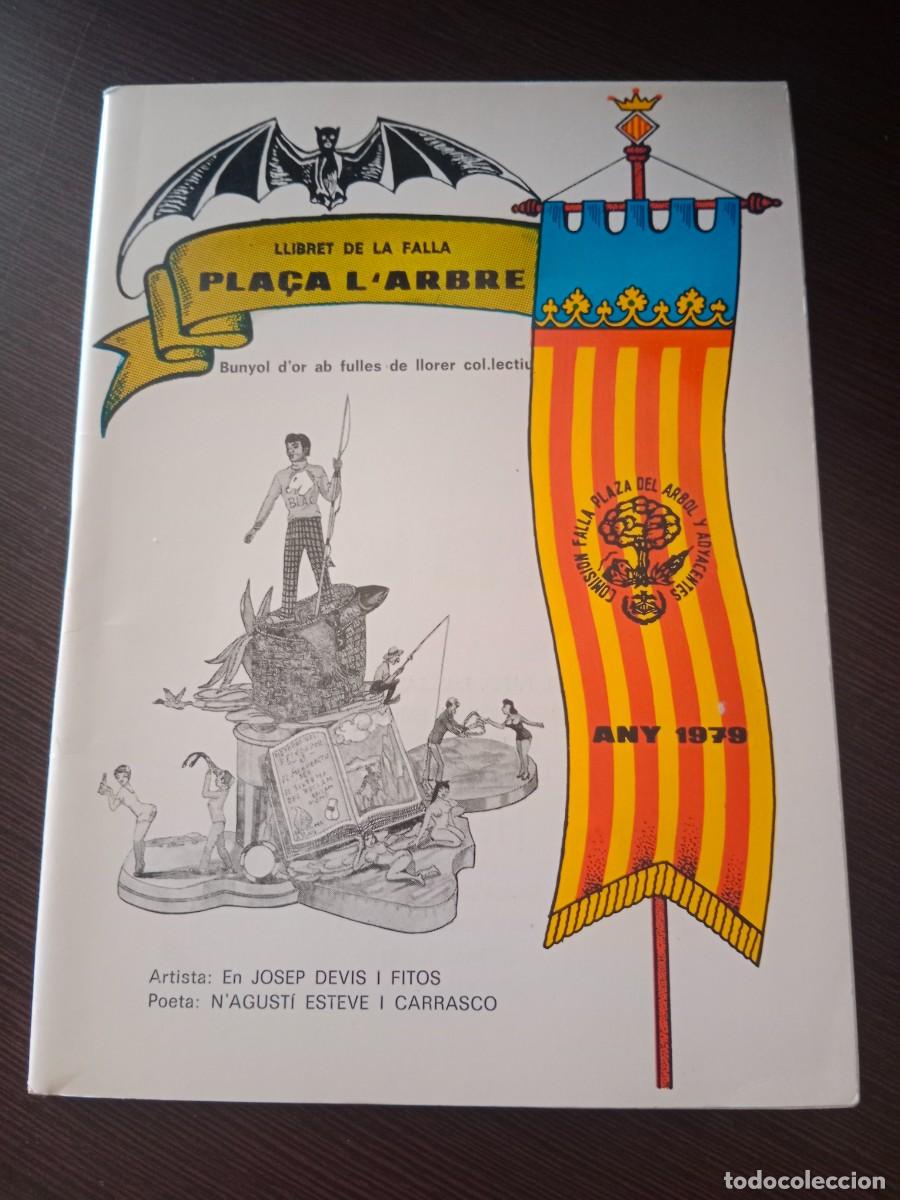 LLIBRET DE LA FALLA
PLAÇA L'ARBRE
Bunyol d'or ab fulles de llorer col.lectiu
BLAC
COMISION FALLA PLAZA DEL ARBOL Y ADYACENTES
ANY 1979
Artista: En JOSEP DEVIS I FITOS
Poeta: N'AGUSTÍ ESTEVE I CARRASCO
todocoleccion